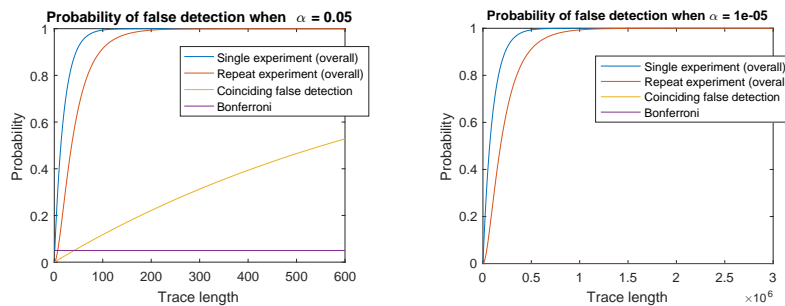 Probability of false detection when α = 0.05
1
0.8
0.6
0.4
0.2
0
Probability
Single experiment (overall)
Repeat experiment (overall)
Coinciding false detection
Bonferroni
0 100 200 300 400 500 600
Trace length
Probability of false detection when α = 1e-05
1
0.8
0.6
0.4
0.2
0
Probability
Single experiment (overall)
Repeat experiment (overall)
Coinciding false detection
Bonferroni
0 0.5 1 1.5 2 2.5 3
Trace length ×10⁶